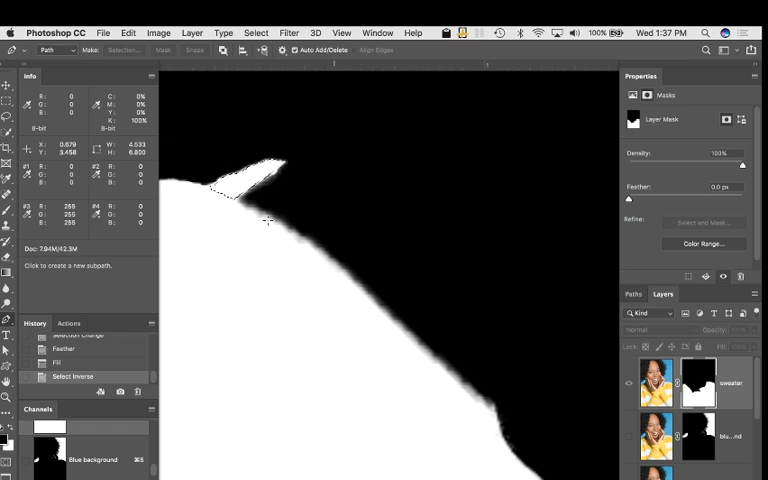 Photoshop CC File Edit Image Layer Type Select Filter 3D View Window Help 100% Wed 1:37 PM
Path Make: Selection... Mask Shape Auto Add/Delete Align Edges
Info
R: 0 C: 0%
G: 0 M: 0%
B: 0 Y: 0%
K: 100%
8-bit 8-bit
X: 0.679 W: 4.533
Y: 3.458 H: 6.800
#1 R: 0 #2 R: 0
G: 0 G: 0
B: 0 B: 0
#3 R: 255 #4 R: 0
G: 255 G: 0
B: 255 B: 0
Doc: 7.94M/42.3M
Click to create a new subpath.
History Actions
Selection Change
Feather
Fill
Select Inverse
Channels
Blue background ⌘6
1
Properties
Masks
Layer Mask
Density: 100%
Feather: 0.0 px
Refine: Select and Mask...
Color Range...
Paths Layers
Kind
Normal Opacity:
Lock: Fill:
sweater
blu...nd